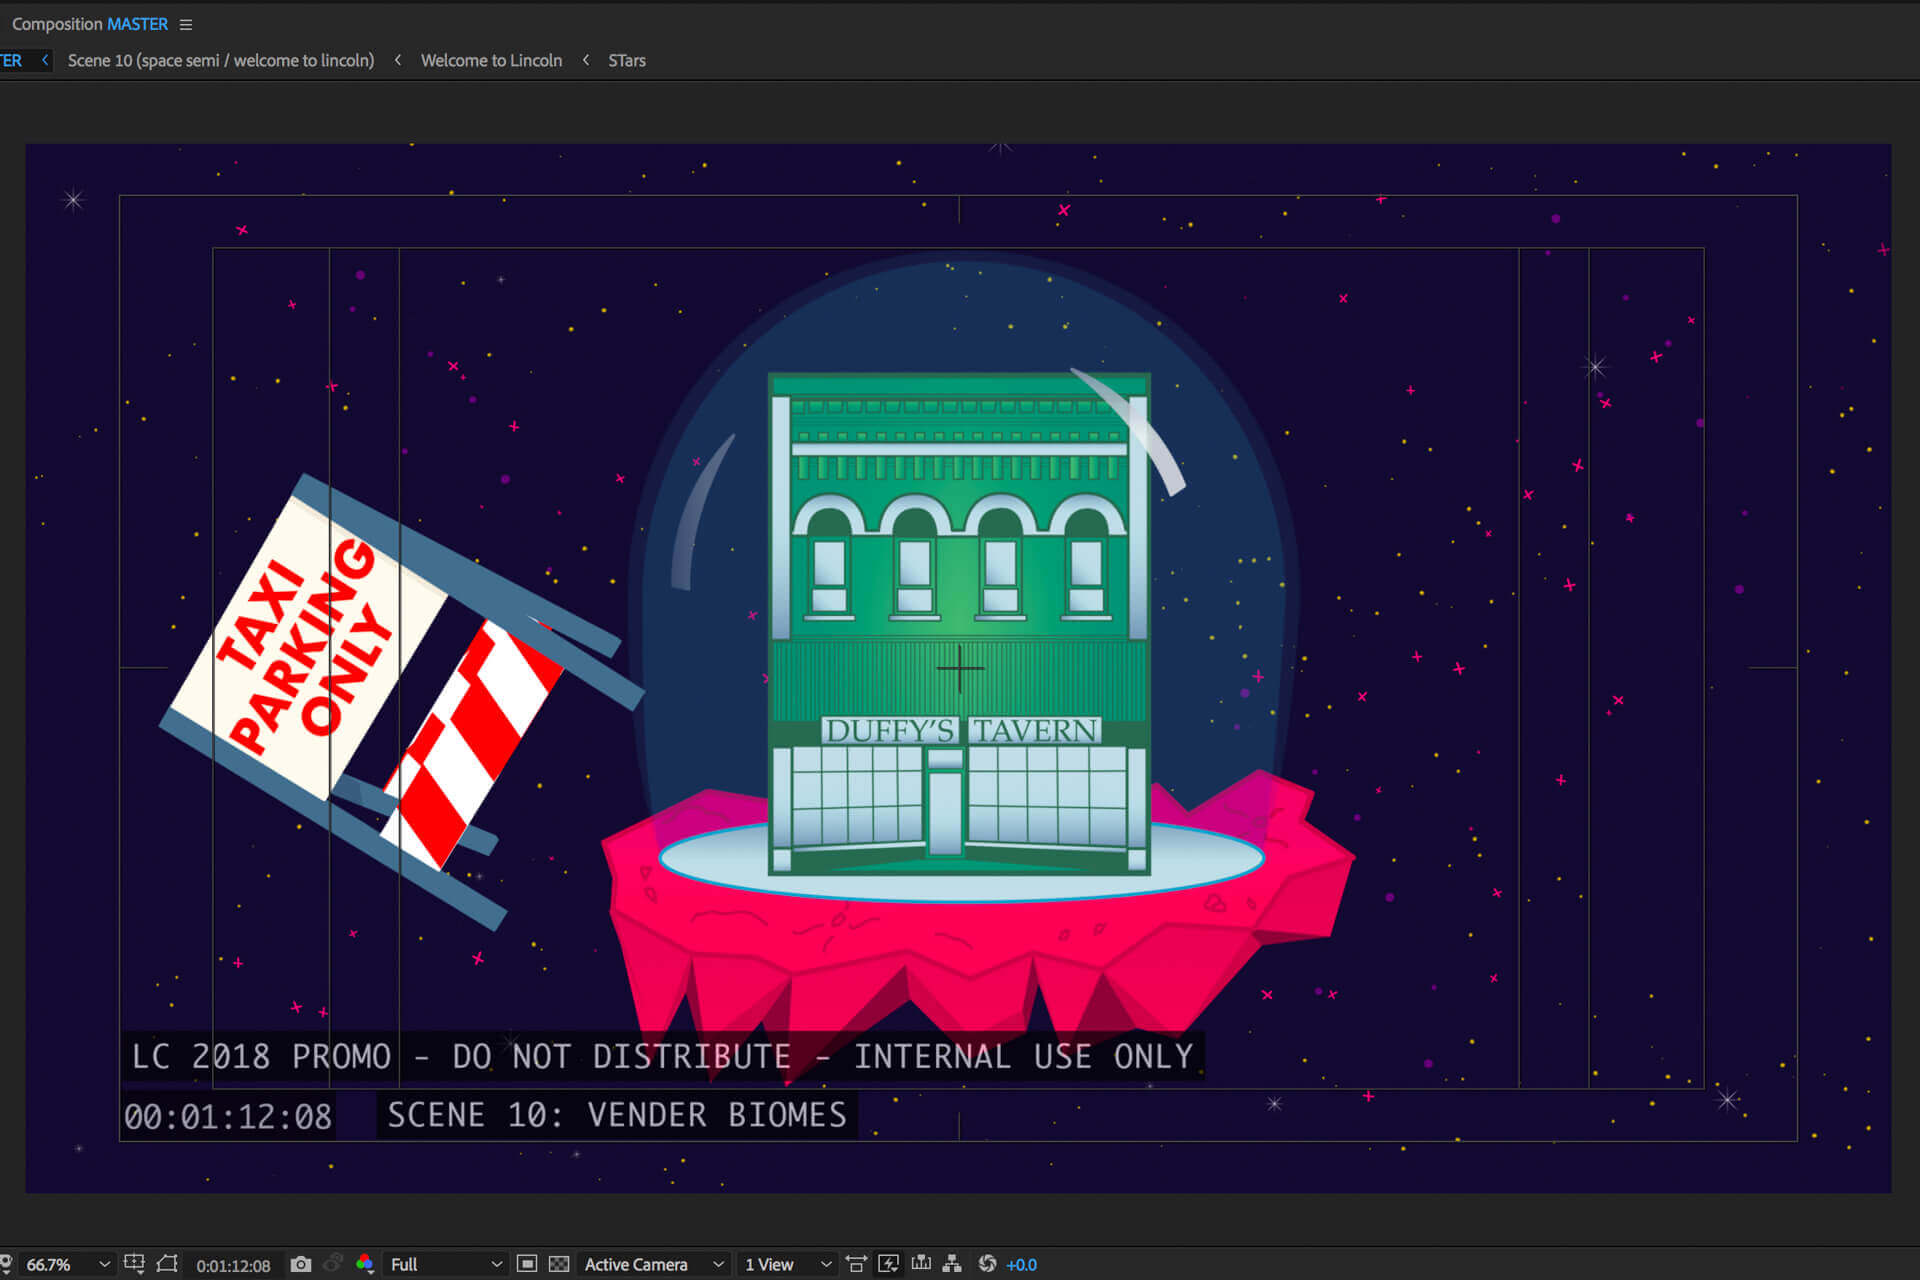 Composition MASTER
TER Scene 10 (space semi / welcome to lincoln) Welcome to Lincoln STars
TAXI
PARKING
ONLY
DUFFY'S TAVERN
LC 2018 PROMO - DO NOT DISTRIBUTE - INTERNAL USE ONLY
00:01:12:08 SCENE 10: VENDER BIOMES
66.7% 0:01:12:08 Full Active Camera 1 View +0.0